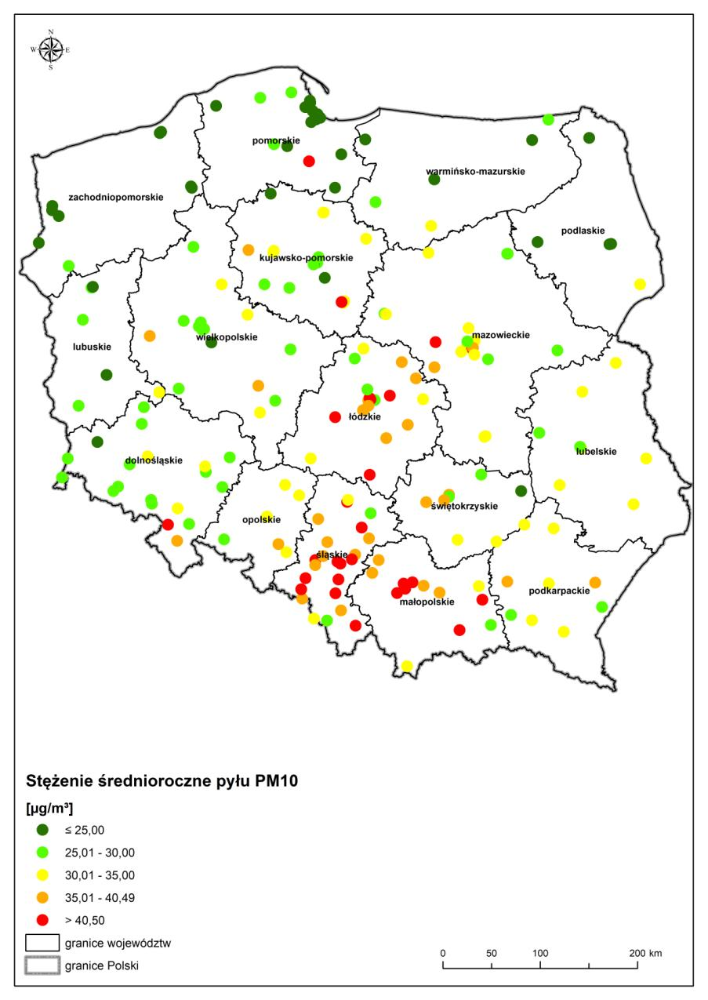 N
W E
S
pomorskie
warmińsko-mazurskie
zachodniopomorskie
podlaskie
kujawsko-pomorskie
mazowieckie
wielkopolskie
lubuskie
łódzkie
lubelskie
dolnośląskie
świętokrzyskie
opolskie
śląskie
podkarpackie
małopolskie
Stężenie średnioroczne pyłu PM10
[µg/m³]
≤ 25,00
25,01 - 30,00
30,01 - 35,00
35,01 - 40,49
> 40,50
granice województw
granice Polski
0 50 100 200 km